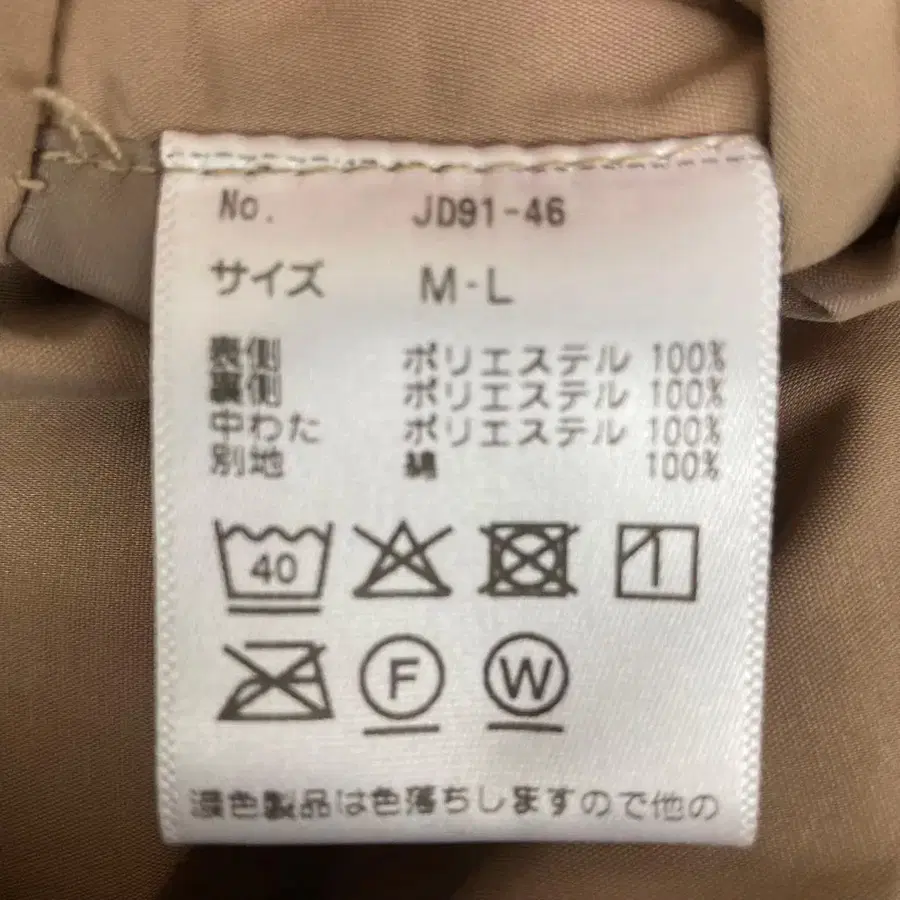 No. JD91-46
サイズ M-L
表側 ポリエステル 100%
裏側 ポリエステル 100%
中わた ポリエステル 100%
別地 綿 100%
40
F W
濃色製品は色落ちしますので他の